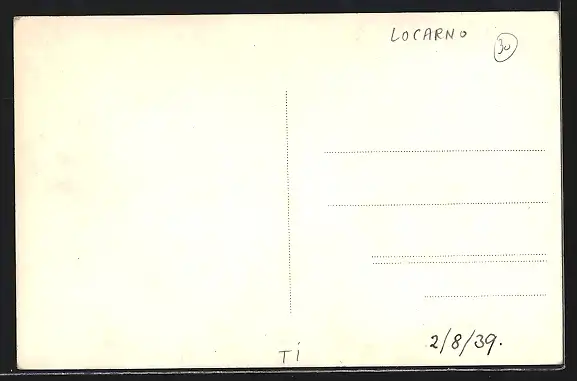 LOCARNO
30
2/8/39.
TI